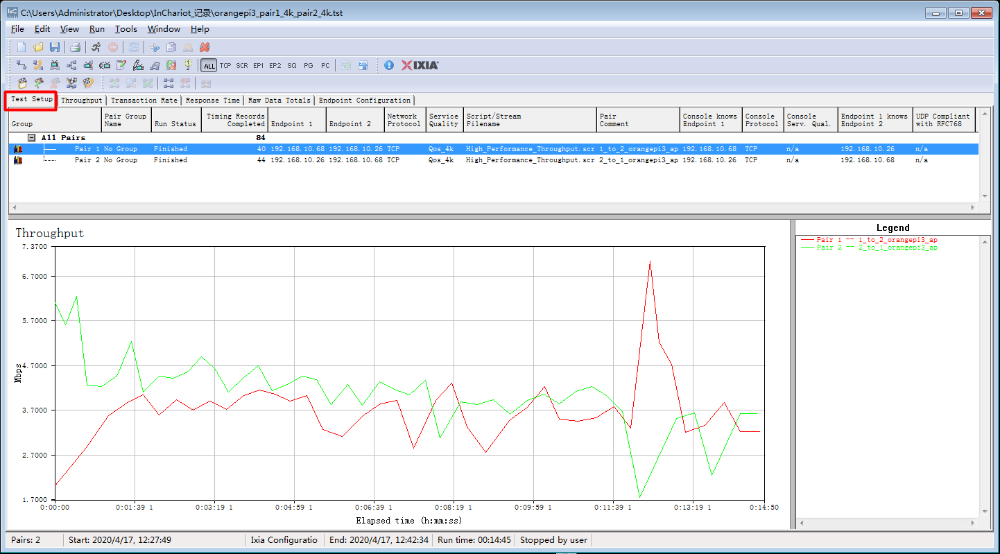 C:\Users\Administrator\Desktop\InChariot_记录\orangepi3_pair1_4k_pair2_4k.tst
File Edit View Run Tools Window Help
ALL TCP SCR EP1 EP2 SQ PG PC IXIA
Test Setup Throughput Transaction Rate Response Time Raw Data Totals Endpoint Configuration
Group Pair Group Name Run Status Timing Records Completed Endpoint 1 Endpoint 2 Network Protocol Service Quality Script/Stream Filename Pair Comment Console knows Endpoint 1 Console Protocol Console Serv. Qual. Endpoint 1 knows Endpoint 2 UDP Compliant with RFC768
All Pairs 84
Pair 1 No Group Finished 40 192.168.10.68 192.168.10.26 TCP Qos_4k High_Performance_Throughput.scr 1_to_2_orangepi3_ap 192.168.10.68 TCP n/a 192.168.10.26 n/a
Pair 2 No Group Finished 44 192.168.10.26 192.168.10.68 TCP Qos_4k High_Performance_Throughput.scr 2_to_1_orangepi3_ap 192.168.10.26 TCP n/a 192.168.10.68 n/a
Throughput
7.3700
6.7000
5.7000
4.7000
3.7000
2.7000
1.7000
Mbps
0:00:00 0:01:39 1 0:03:19 1 0:04:59 1 0:06:39 1 0:08:19 1 0:09:59 1 0:11:39 1 0:13:19 1 0:14:50
Elapsed time (h:mm:ss)
Legend
Pair 1 -- 1_to_2_orangepi3_ap
Pair 2 -- 2_to_1_orangepi3_ap
Pairs: 2 Start: 2020/4/17, 12:27:49 Ixia Configuratio End: 2020/4/17, 12:42:34 Run time: 00:14:45 Stopped by user